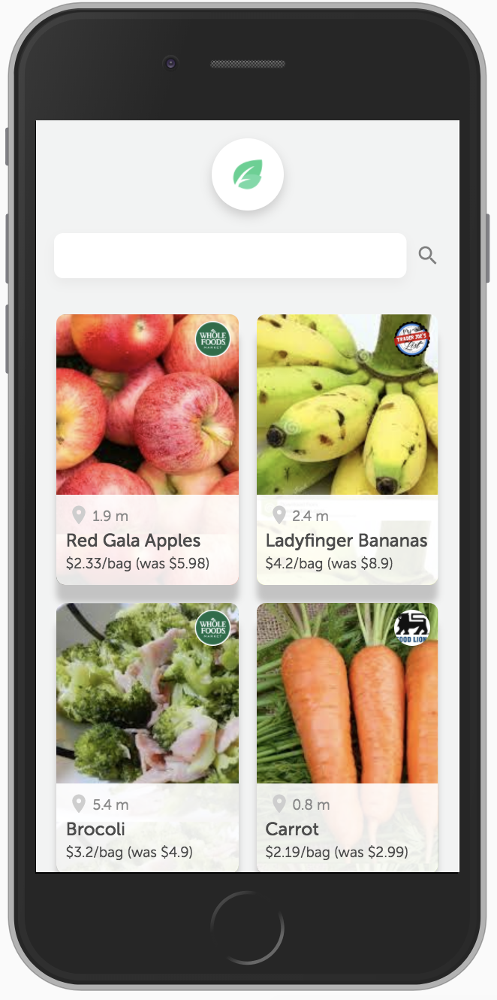 WHOLE
FOODS
MARKET
My
TRADER JOE'S
List
1.9 m
Red Gala Apples
$2.33/bag (was $5.98)
2.4 m
Ladyfinger Bananas
$4.2/bag (was $8.9)
WHOLE
FOODS
MARKET
FOOD LION
5.4 m
Brocoli
$3.2/bag (was $4.9)
0.8 m
Carrot
$2.19/bag (was $2.99)